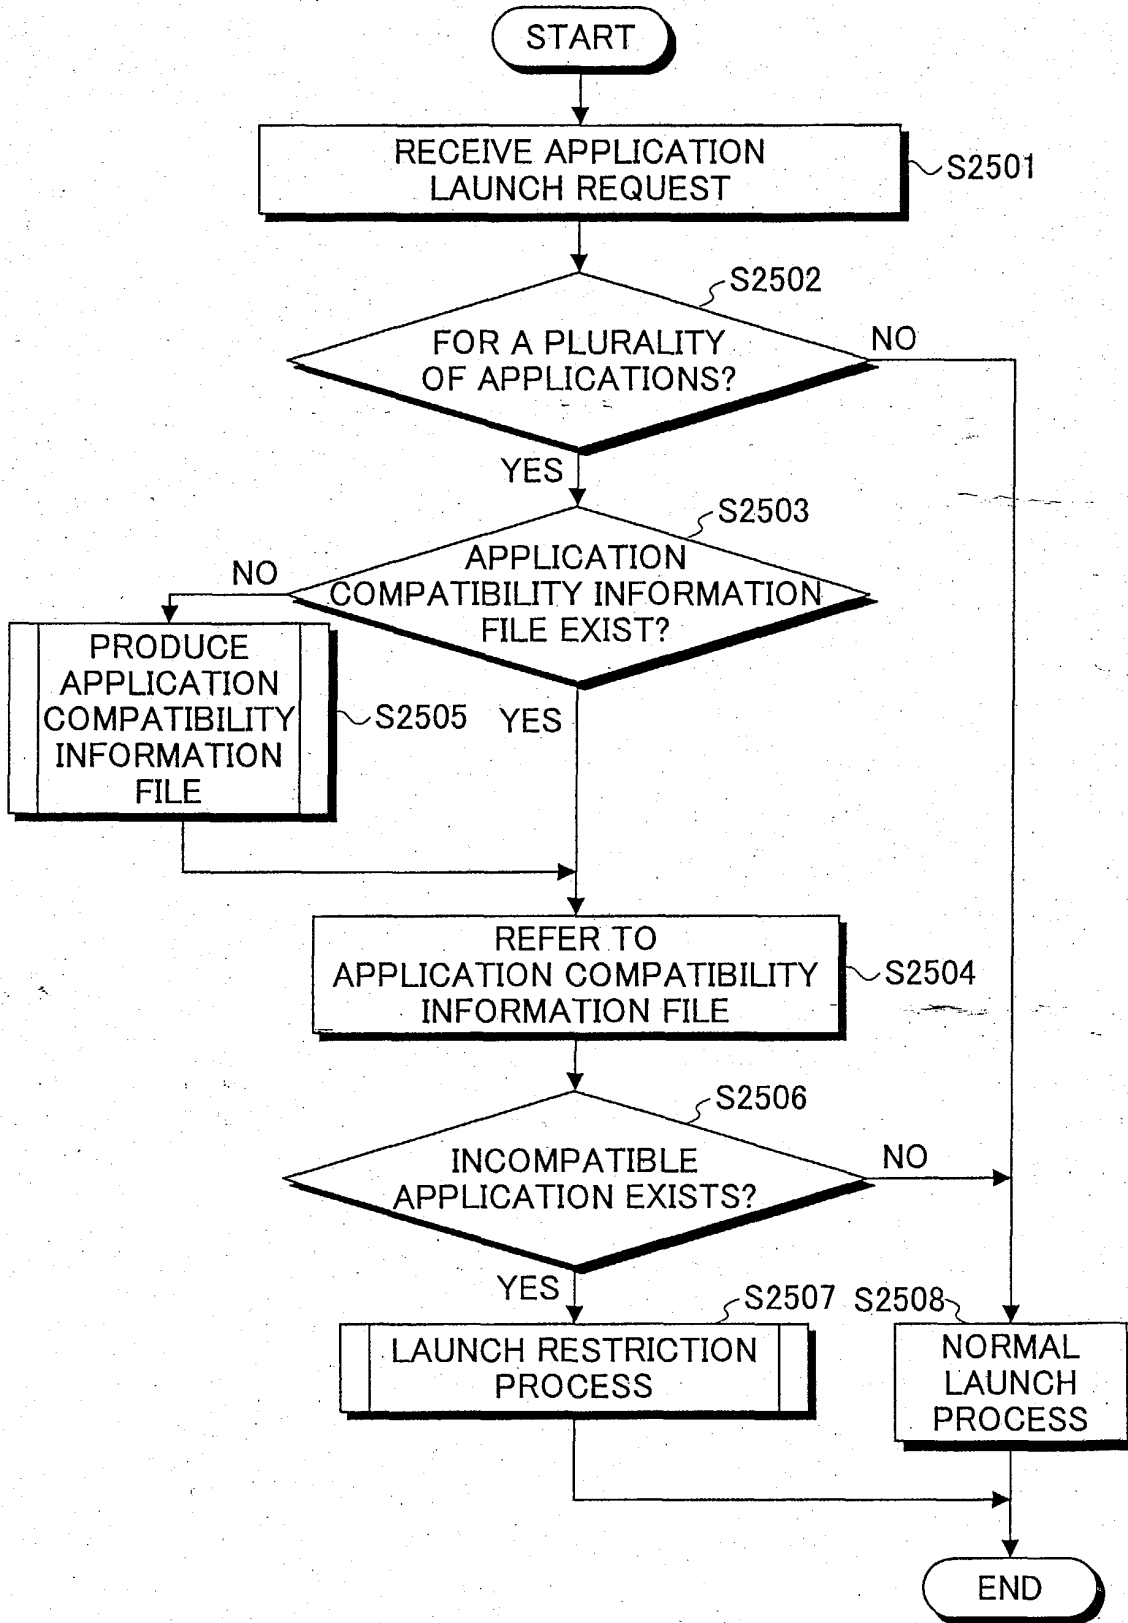 START
RECEIVE APPLICATION
LAUNCH REQUEST
S2501
S2502
FOR A PLURALITY
OF APPLICATIONS?
NO
YES
S2503
APPLICATION
COMPATIBILITY INFORMATION
FILE EXIST?
NO
PRODUCE
APPLICATION
COMPATIBILITY
INFORMATION
FILE
S2505
YES
REFER TO
APPLICATION COMPATIBILITY
INFORMATION FILE
S2504
S2506
INCOMPATIBLE
APPLICATION EXISTS?
NO
YES
S2507
LAUNCH RESTRICTION
PROCESS
S2508
NORMAL
LAUNCH
PROCESS
END